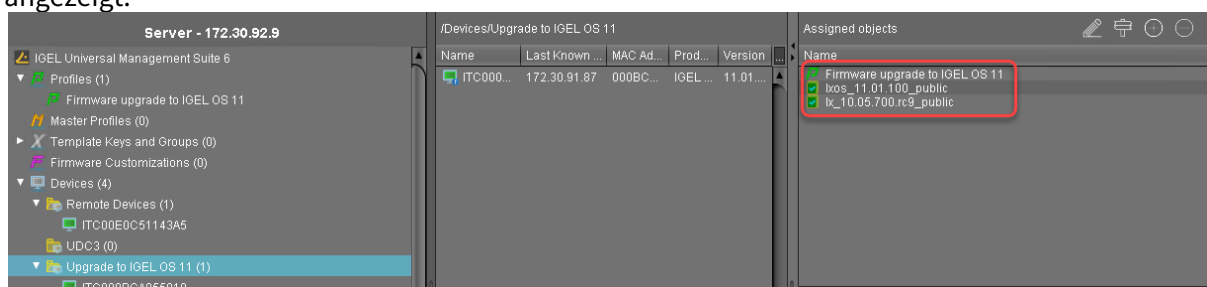 angezeigt.
Server - 172.30.92.9
IGEL Universal Management Suite 6
Profiles (1)
Firmware upgrade to IGEL OS 11
Master Profiles (0)
Template Keys and Groups (0)
Firmware Customizations (0)
Devices (4)
Remote Devices (1)
ITC00E0C51143A5
UDC3 (0)
Upgrade to IGEL OS 11 (1)
/Devices/Upgrade to IGEL OS 11
Name Last Known ... MAC Ad... Prod... Version ...
ITC000... 172.30.91.87 000BC... IGEL ... 11.01....
Assigned objects
Name
Firmware upgrade to IGEL OS 11
lxos_11.01.100_public
lx_10.05.700.rc9_public